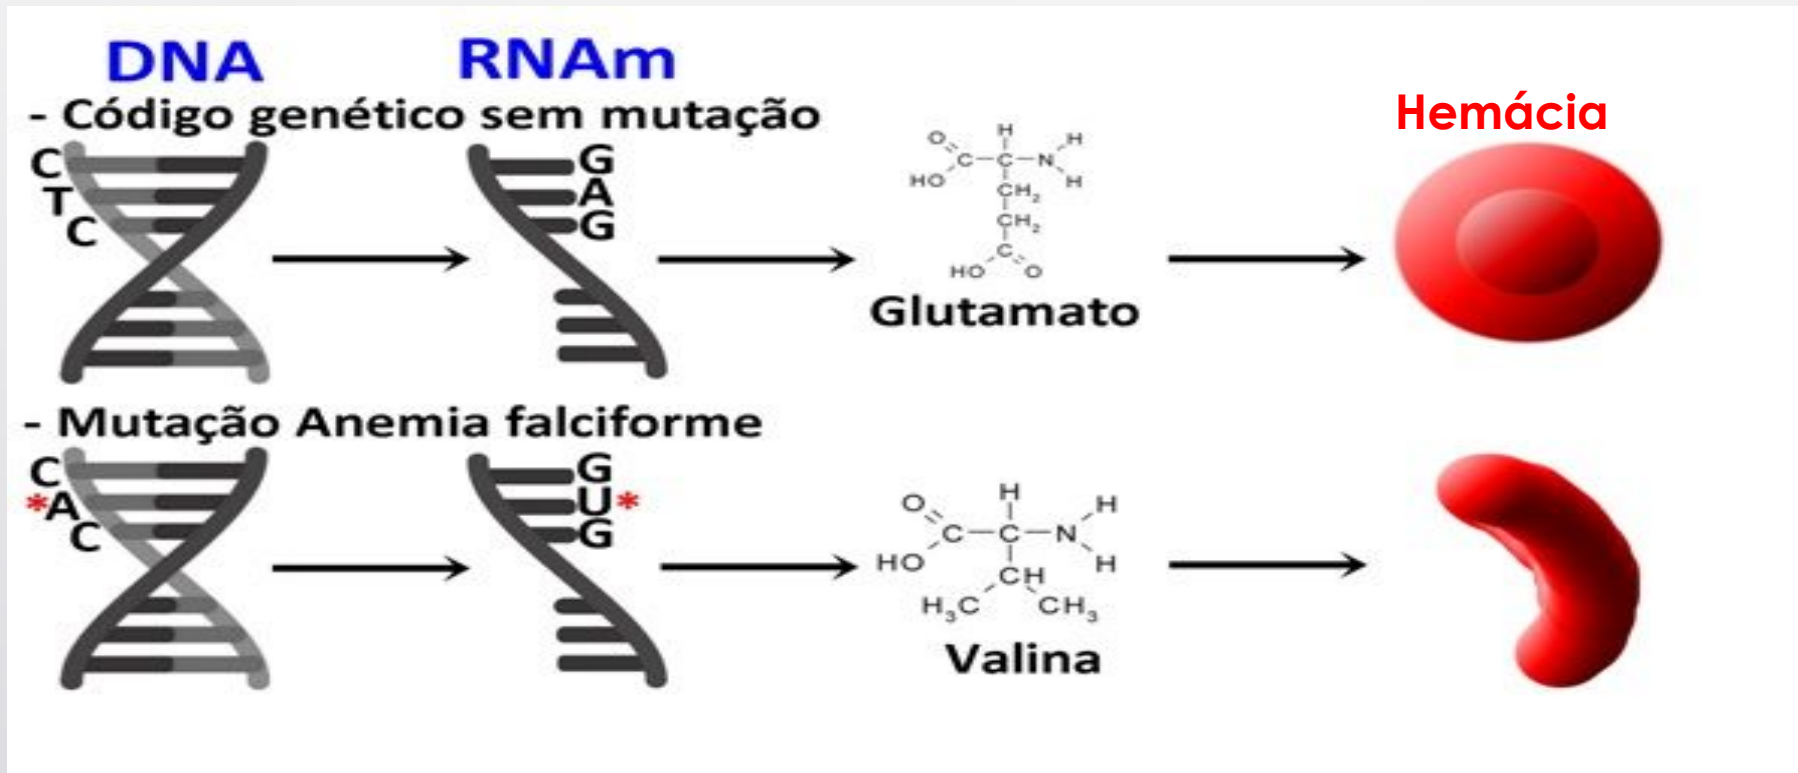 DNA
RNAm
- Código genético sem mutação
Hemácia
C
T
C
G
A
G
H
O
H
C
C
N
HO
H
CH2
CH2
C
HO
O
Glutamato
- Mutação Anemia falciforme
C
*A
C
G
U*
G
H
O
H
C
C
N
HO
H
CH
H3C
CH3
Valina